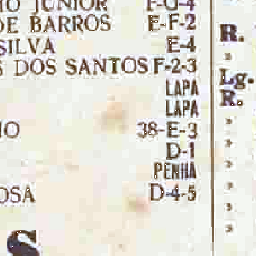 JUNIOR F-G-4
DE BARROS E-F-2
SILVA E-4
DOS SANTOS F-2-3
LAPA
LAPA
IO 38-E-3
D-1
PENHA
OSA D-4-5
S
R.
"
Lg.
R.
"
"
"
"
"
"